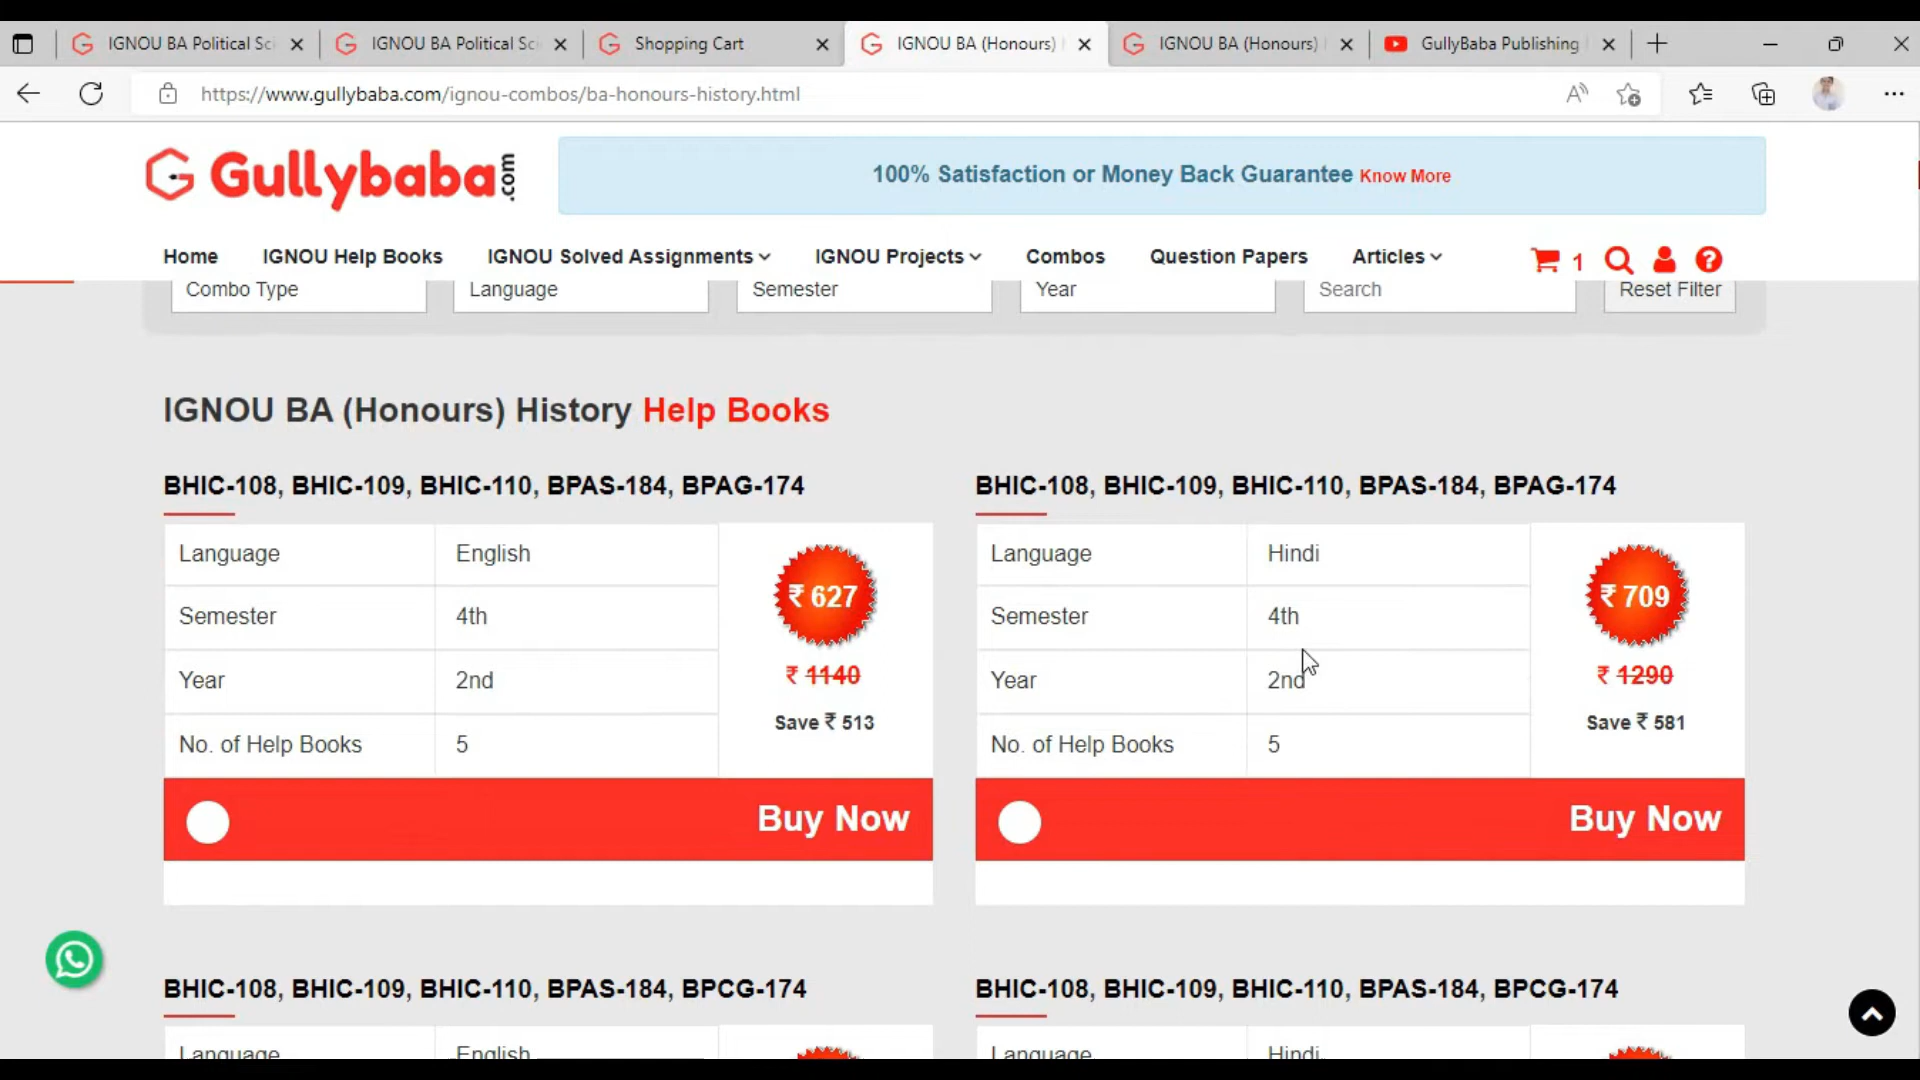 IGNOU BA Political Sci
IGNOU BA Political Sci
Shopping Cart
IGNOU BA (Honours)
IGNOU BA (Honours)
GullyBaba Publishing
https://www.gullybaba.com/ignou-combos/ba-honours-history.html
Gullybaba.com
100% Satisfaction or Money Back Guarantee Know More
Home IGNOU Help Books IGNOU Solved Assignments IGNOU Projects Combos Question Papers Articles 1
Combo Type Language Semester Year Search Reset Filter
IGNOU BA (Honours) History Help Books
BHIC-108, BHIC-109, BHIC-110, BPAS-184, BPAG-174
Language English
Semester 4th
Year 2nd
No. of Help Books 5
₹ 627
₹ 1140
Save ₹ 513
Buy Now
BHIC-108, BHIC-109, BHIC-110, BPAS-184, BPAG-174
Language Hindi
Semester 4th
Year 2nd
No. of Help Books 5
₹ 709
₹ 1290
Save ₹ 581
Buy Now
BHIC-108, BHIC-109, BHIC-110, BPAS-184, BPCG-174
Language English
BHIC-108, BHIC-109, BHIC-110, BPAS-184, BPCG-174
Language Hindi